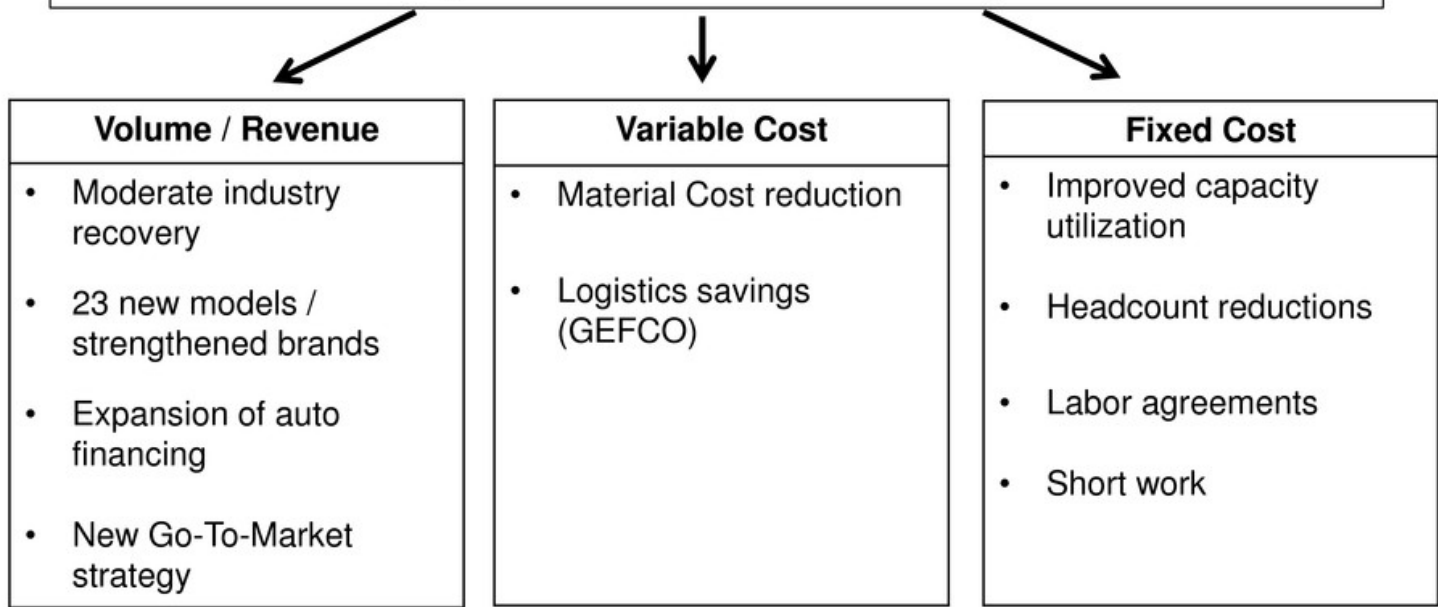 Volume / Revenue
• Moderate industry
recovery
• 23 new models /
strengthened brands
• Expansion of auto
financing
• New Go-To-Market
strategy
Variable Cost
• Material Cost reduction
• Logistics savings
(GEFCO)
Fixed Cost
• Improved capacity
utilization
• Headcount reductions
• Labor agreements
• Short work